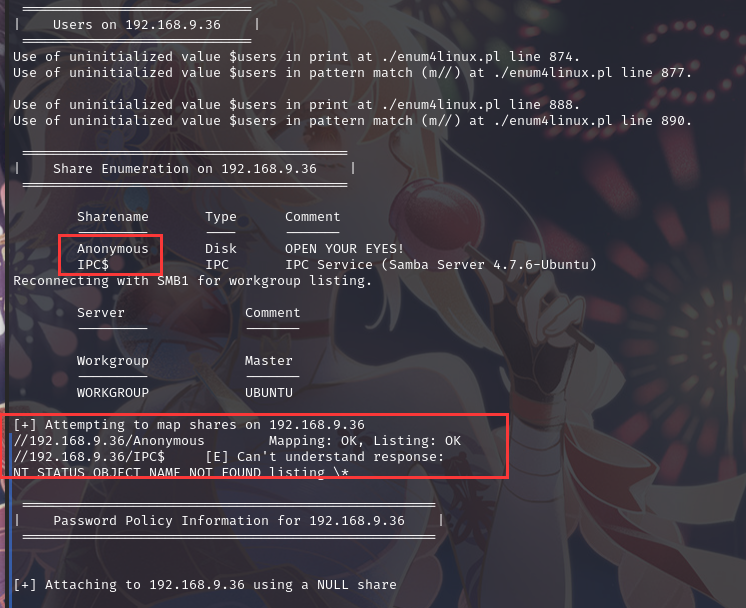 |    Users on 192.168.9.36    |
Use of uninitialized value $users in print at ./enum4linux.pl line 874.
Use of uninitialized value $users in pattern match (m//) at ./enum4linux.pl line 877.
Use of uninitialized value $users in print at ./enum4linux.pl line 888.
Use of uninitialized value $users in pattern match (m//) at ./enum4linux.pl line 890.
|    Share Enumeration on 192.168.9.36    |
Sharename       Type      Comment
Anonymous       Disk      OPEN YOUR EYES!
IPC$            IPC       IPC Service (Samba Server 4.7.6-Ubuntu)
Reconnecting with SMB1 for workgroup listing.
Server               Comment
Workgroup            Master
WORKGROUP            UBUNTU
[+] Attempting to map shares on 192.168.9.36
//192.168.9.36/Anonymous        Mapping: OK, Listing: OK
//192.168.9.36/IPC$     [E] Can't understand response:
NT_STATUS_OBJECT_NAME_NOT_FOUND listing \*
|    Password Policy Information for 192.168.9.36    |
[+] Attaching to 192.168.9.36 using a NULL share